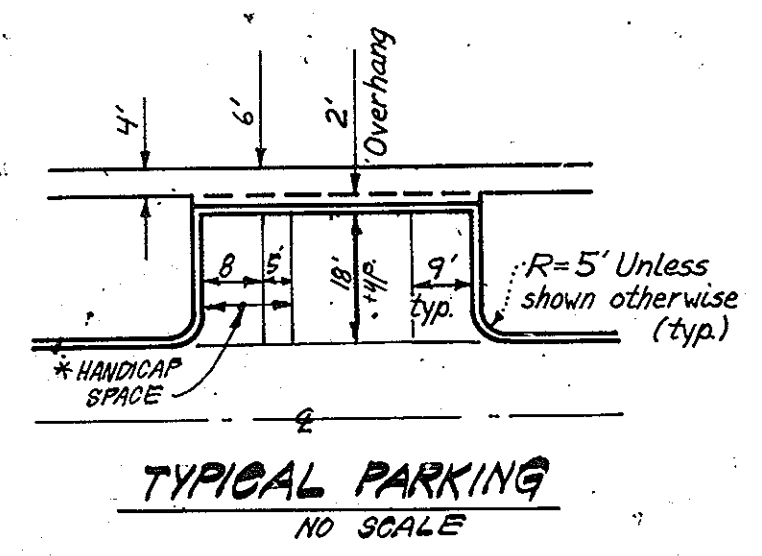 4'
6'
2'
Overhang
8
5'
18'
typ.
9'
typ.
R=5' Unless
shown otherwise
(typ.)
* HANDICAP
SPACE
℄
TYPICAL PARKING
NO SCALE